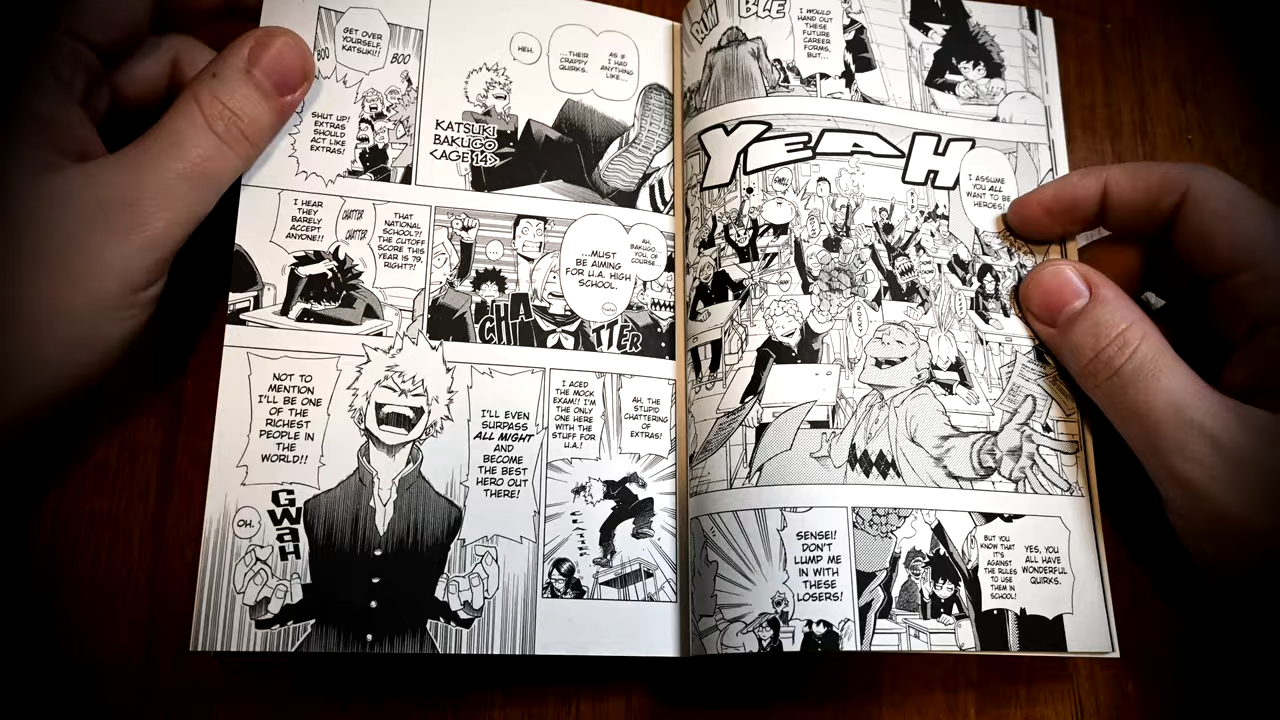 RUM
BLE
I WOULD
HAND OUT
THESE
FUTURE
CAREER
FORMS,
BUT...
YEAH
I ASSUME
YOU ALL
WANT TO BE
HEROES!
YES, YOU
ALL HAVE
WONDERFUL
QUIRKS.
BUT YOU
KNOW THAT
IT'S
AGAINST
THE RULES
TO USE
THEM IN
SCHOOL!
SENSEI!
DON'T
LUMP ME
IN WITH
THESE
LOSERS!
AS IF
I HAD
ANYTHING
LIKE...
...THEIR
CRAPPY
QUIRKS.
HEH.
KATSUKI
BAKUGO
<AGE 14>
GET OVER
YOURSELF,
KATSUKI!!
BOO
BOO
SHUT UP!
EXTRAS
SHOULD
ACT LIKE
EXTRAS!
AH,
BAKUGO.
YOU, OF
COURSE...
...MUST
BE AIMING
FOR U.A. HIGH
SCHOOL.
...
CHA
TTER
THAT
NATIONAL
SCHOOL?!
THE CUTOFF
SCORE THIS
YEAR IS 79,
RIGHT?!
CHATTER
CHATTER
I HEAR
THEY
BARELY
ACCEPT
ANYONE!!
AH, THE
STUPID
CHATTERING
OF
EXTRAS!
I ACED
THE MOCK
EXAM!! I'M
THE ONLY
ONE HERE
WITH THE
STUFF FOR
U.A.!
CLATTER
I'LL EVEN
SURPASS
ALL MIGHT
AND
BECOME
THE BEST
HERO OUT
THERE!
NOT TO
MENTION
I'LL BE ONE
OF THE
RICHEST
PEOPLE IN
THE
WORLD!!
GWAH
OH.